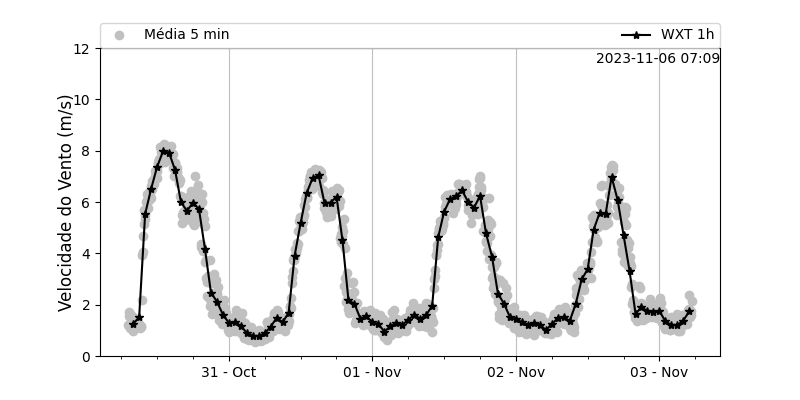 Média 5 min
WXT 1h
2023-11-06 07:09
Velocidade do Vento (m/s)
12
10
8
6
4
2
0
31 - Oct
01 - Nov
02 - Nov
03 - Nov